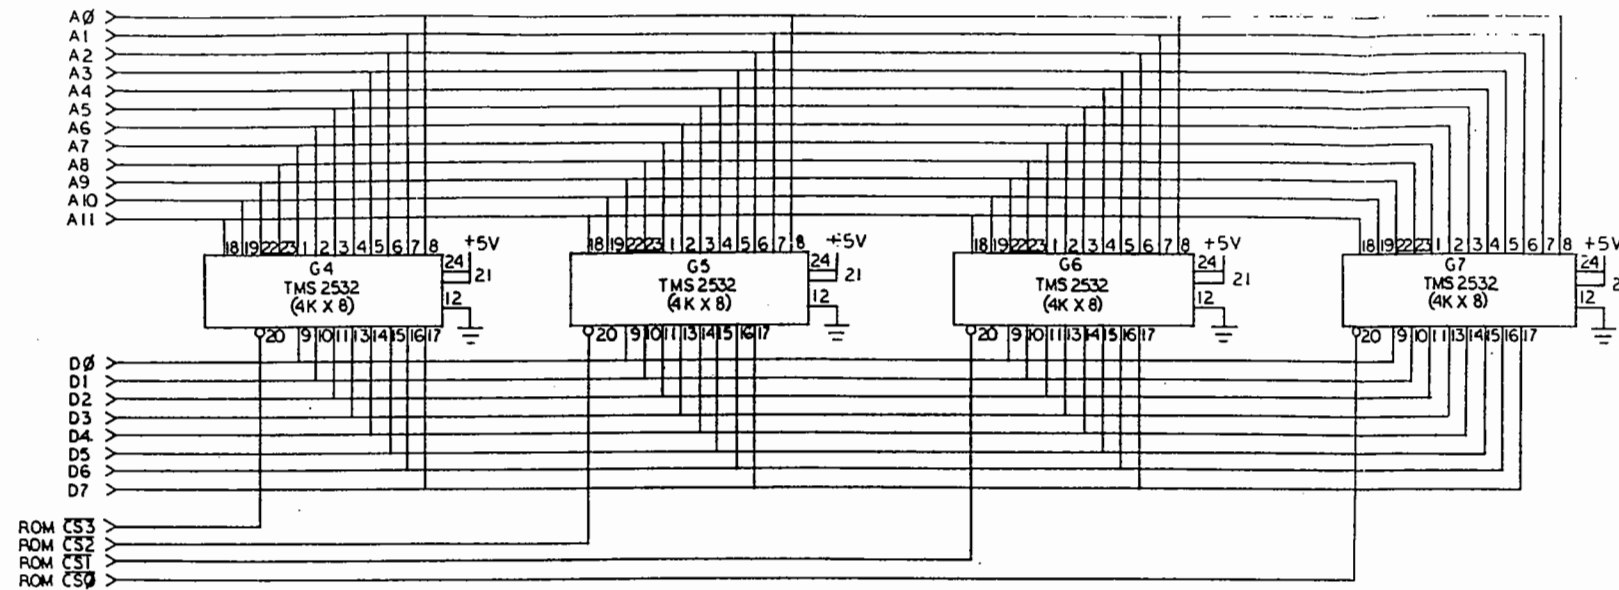 AØ
A1
A2
A3
A4
A5
A6
A7
A8
A9
A10
A11
18 19 22 23 1 2 3 4 5 6 7 8 +5V
G4
TMS 2532
(4K X 8)
24
21
12
20 9 10 11 13 14 15 16 17
18 19 22 23 1 2 3 4 5 6 7 8 +5V
G5
TMS 2532
(4K X 8)
24
21
12
20 9 10 11 13 14 15 16 17
18 19 22 23 1 2 3 4 5 6 7 8 +5V
G6
TMS 2532
(4K X 8)
24
21
12
20 9 10 11 13 14 15 16 17
18 19 22 23 1 2 3 4 5 6 7 8 +5V
G7
TMS 2532
(4K X 8)
24
2
12
20 9 10 11 13 14 15 16 17
DØ
D1
D2
D3
D4
D5
D6
D7
ROM C̅S̅3̅
ROM C̅S̅2̅
ROM C̅S̅1̅
ROM C̅S̅Ø̅